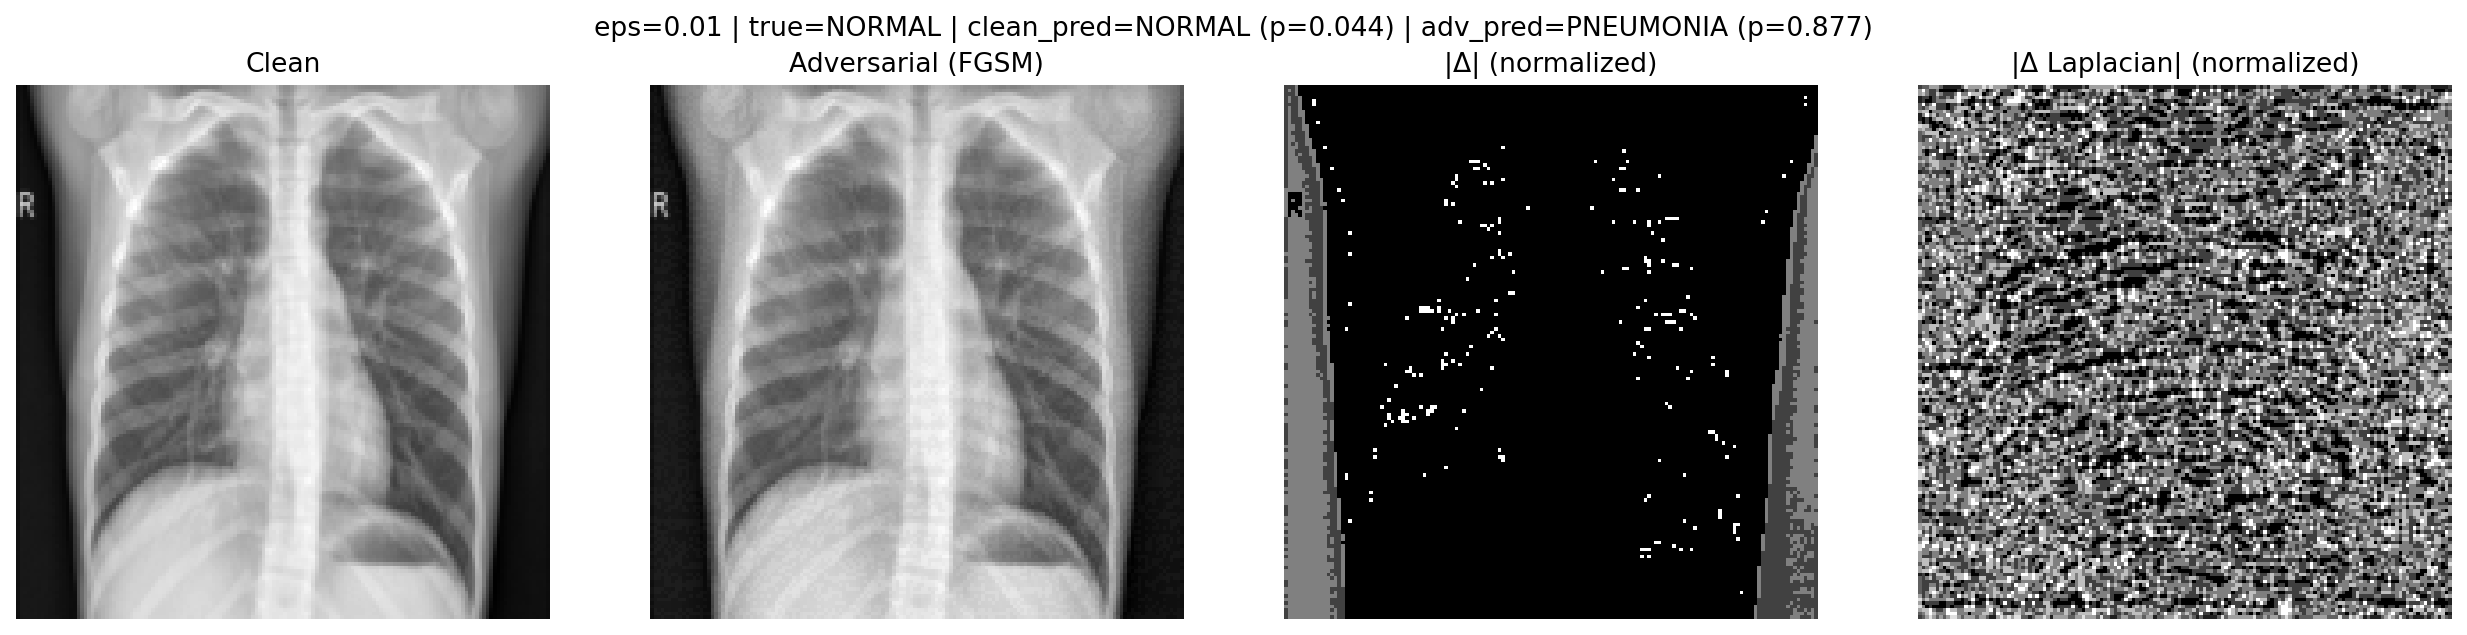 eps=0.01 | true=NORMAL | clean_pred=NORMAL (p=0.044) | adv_pred=PNEUMONIA (p=0.877)
Clean
Adversarial (FGSM)
|Δ| (normalized)
|Δ Laplacian| (normalized)
R
R
R